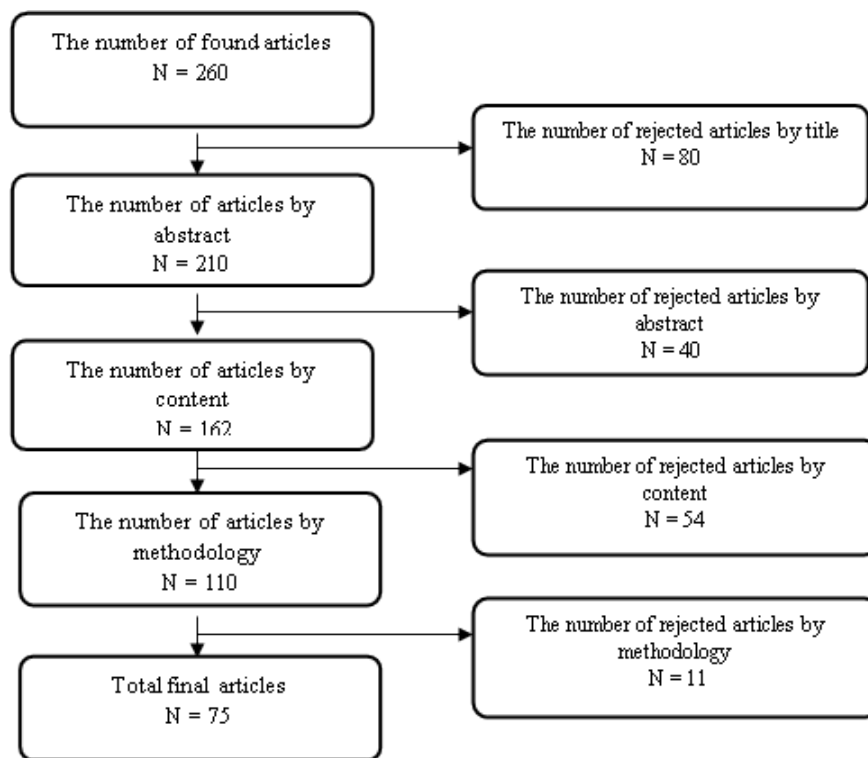 The number of found articles
N = 260
The number of rejected articles by title
N = 80
The number of articles by
abstract
N = 210
The number of rejected articles by
abstract
N = 40
The number of articles by
content
N = 162
The number of rejected articles by
content
N = 54
The number of articles by
methodology
N = 110
The number of rejected articles by
methodology
N = 11
Total final articles
N = 75